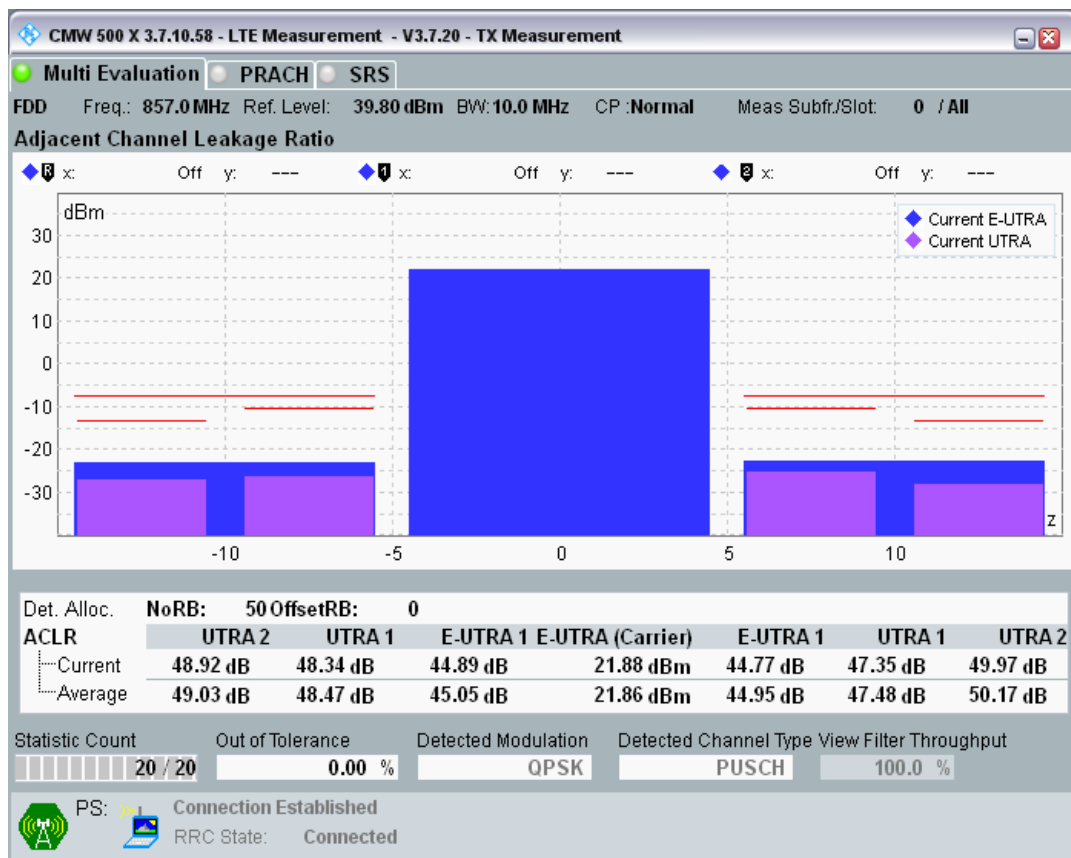 CMW 500 X 3.7.10.58 - LTE Measurement - V3.7.20 - TX Measurement
Multi Evaluation PRACH SRS
FDD Freq.: 857.0 MHz Ref. Level: 39.80 dBm BW: 10.0 MHz CP :Normal Meas Subfr./Slot: 0 / All
Adjacent Channel Leakage Ratio
R x: Off y: --- 1 x: Off y: --- 2 x: Off y: ---
dBm
Current E-UTRA
Current UTRA
30
20
10
0
-10
-20
-30
z
-10 -5 0 5 10
Det. Alloc. NoRB: 50 OffsetRB: 0
ACLR UTRA 2 UTRA 1 E-UTRA 1 E-UTRA (Carrier) E-UTRA 1 UTRA 1 UTRA 2
Current 48.92 dB 48.34 dB 44.89 dB 21.88 dBm 44.77 dB 47.35 dB 49.97 dB
Average 49.03 dB 48.47 dB 45.05 dB 21.86 dBm 44.95 dB 47.48 dB 50.17 dB
Statistic Count Out of Tolerance Detected Modulation Detected Channel Type View Filter Throughput
20 / 20 0.00 % QPSK PUSCH 100.0 %
PS: Connection Established
RRC State: Connected